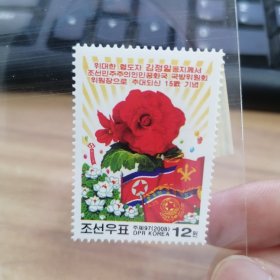 위대한 령도자 김정일동지께서
조선민주주의인민공화국 국방위원회
위원장으로 추대되신 15돐 기념
조선우표
주체97(2008)
DPR KOREA
12원